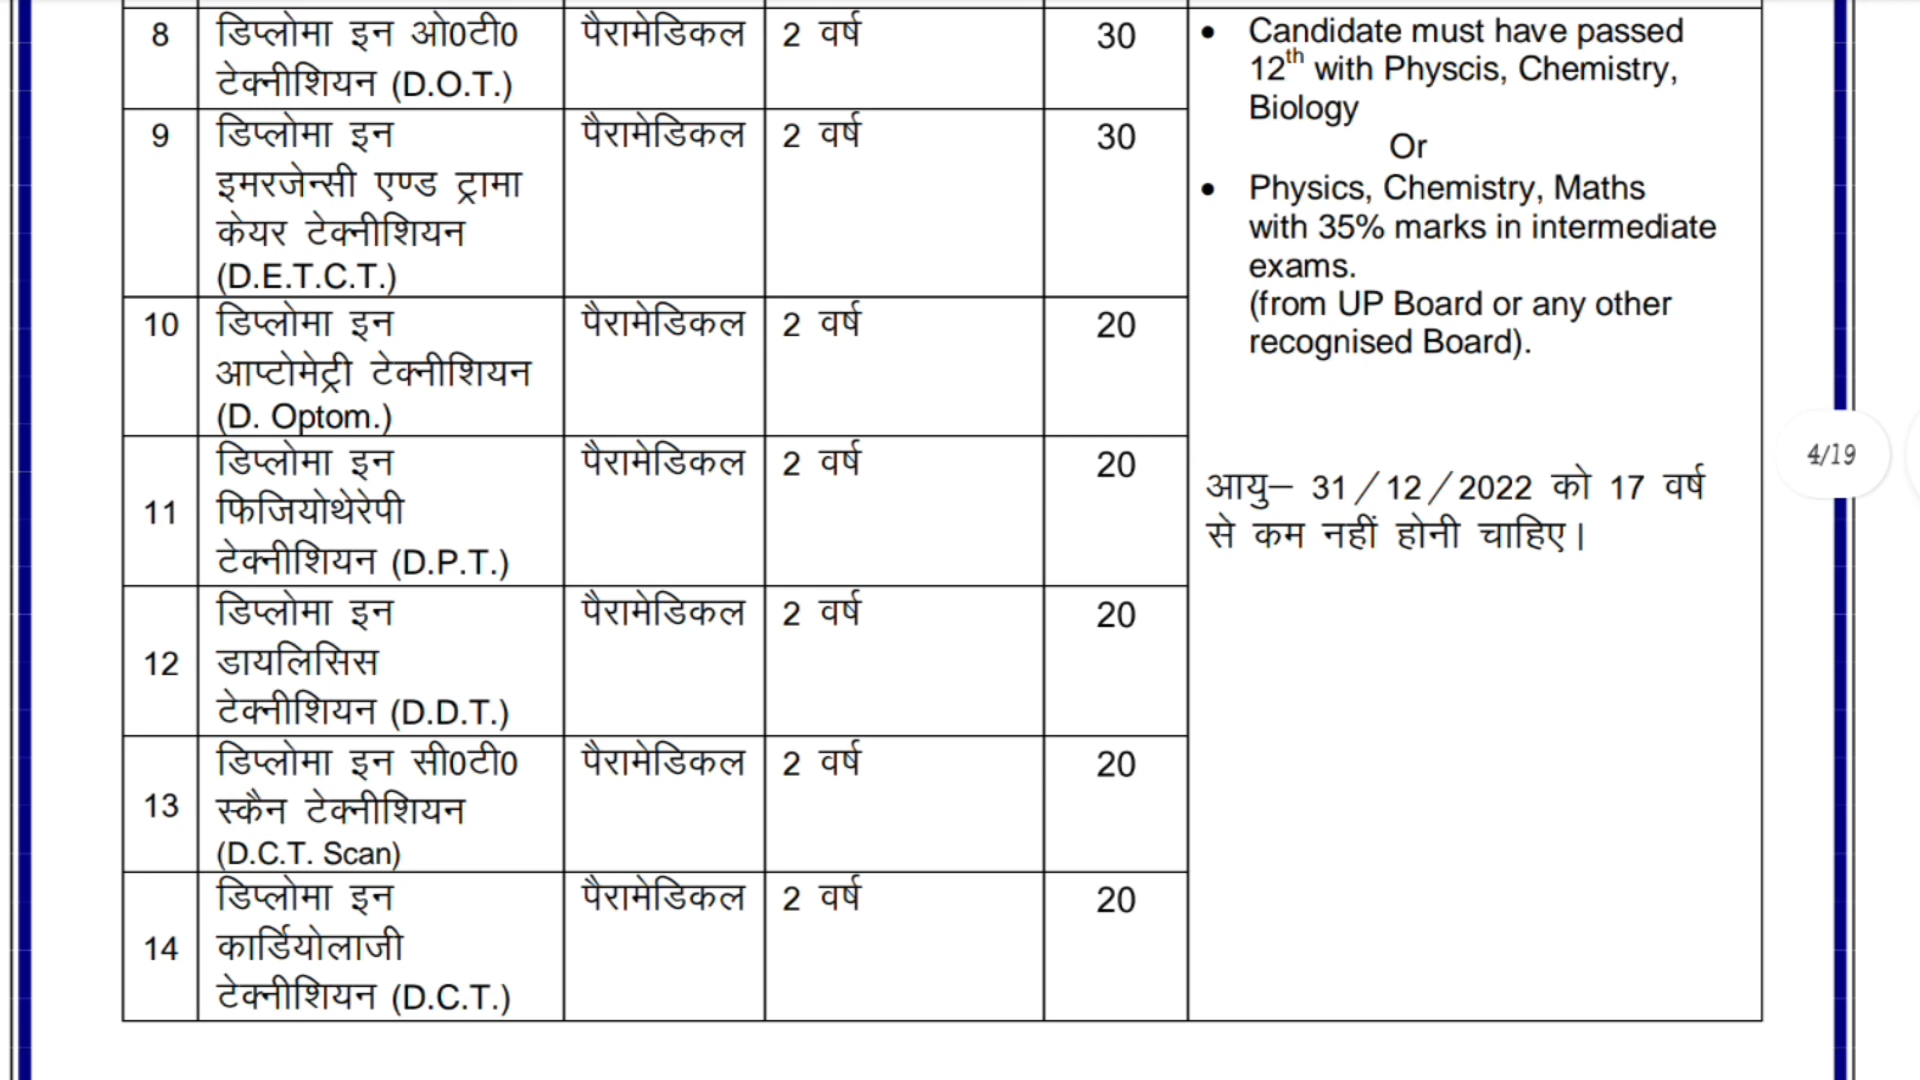 8 डिप्लोमा इन ओ0टी0 पैरामेडिकल 2 वर्ष 30
टेक्नीशियन (D.O.T.)
9 डिप्लोमा इन पैरामेडिकल 2 वर्ष 30
इमरजेन्सी एण्ड ट्रामा
केयर टेक्नीशियन
(D.E.T.C.T.)
10 डिप्लोमा इन पैरामेडिकल 2 वर्ष 20
आप्टोमेट्री टेक्नीशियन
(D. Optom.)
11 डिप्लोमा इन पैरामेडिकल 2 वर्ष 20
फिजियोथेरेपी
टेक्नीशियन (D.P.T.)
12 डिप्लोमा इन पैरामेडिकल 2 वर्ष 20
डायलिसिस
टेक्नीशियन (D.D.T.)
13 डिप्लोमा इन सी0टी0 पैरामेडिकल 2 वर्ष 20
स्कैन टेक्नीशियन
(D.C.T. Scan)
14 डिप्लोमा इन पैरामेडिकल 2 वर्ष 20
कार्डियोलाजी
टेक्नीशियन (D.C.T.)
• Candidate must have passed
12th with Physcis, Chemistry,
Biology
Or
• Physics, Chemistry, Maths
with 35% marks in intermediate
exams.
(from UP Board or any other
recognised Board).
आयु– 31/12/2022 को 17 वर्ष
से कम नहीं होनी चाहिए।
4/19